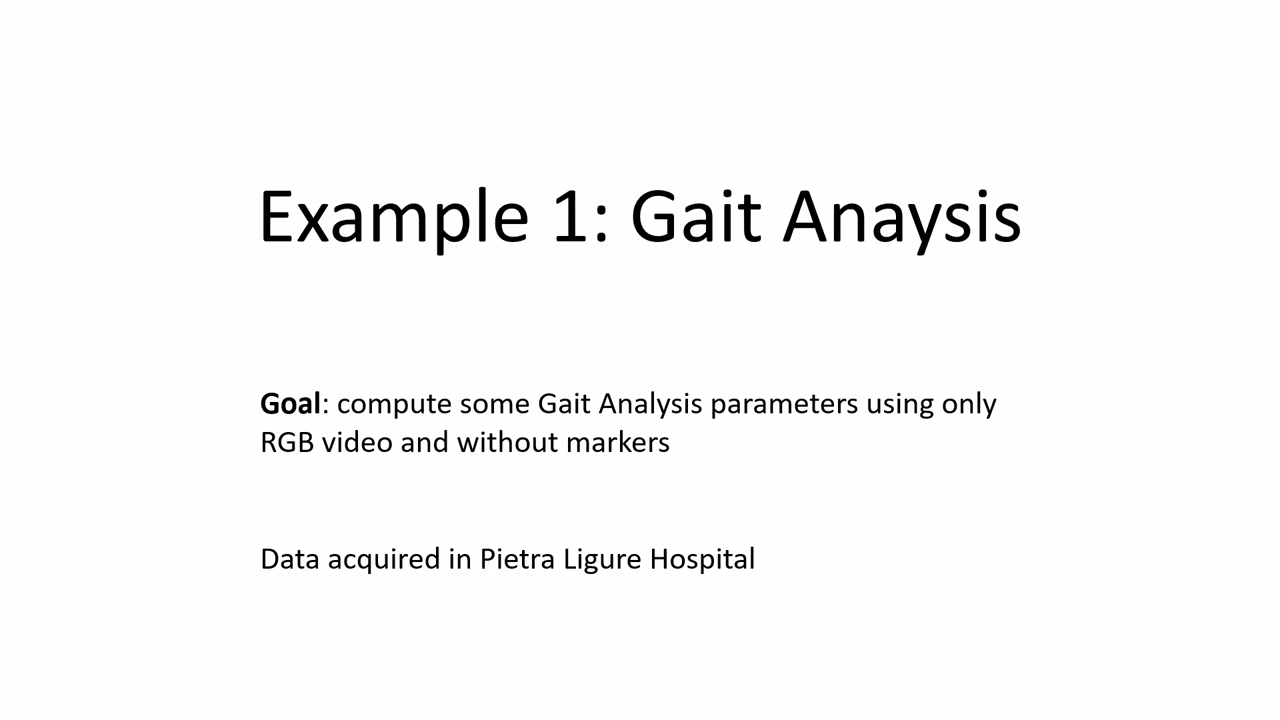 Example 1: Gait Anaysis
Goal: compute some Gait Analysis parameters using only
RGB video and without markers
Data acquired in Pietra Ligure Hospital